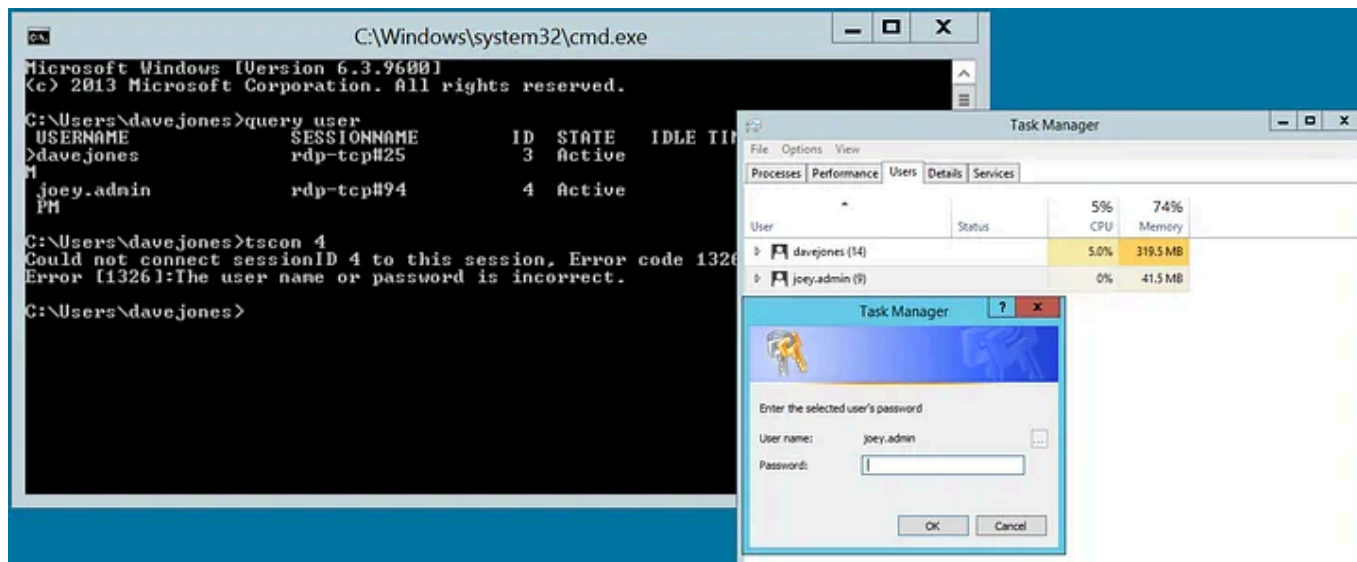 C:\Windows\system32\cmd.exe
Microsoft Windows [Version 6.3.9600]
(c) 2013 Microsoft Corporation. All rights reserved.
C:\Users\davejones>query user
USERNAME SESSIONNAME ID STATE IDLE TIM
>davejones rdp-tcp#25 3 Active
M
joey.admin rdp-tcp#94 4 Active
PM
C:\Users\davejones>tscon 4
Could not connect sessionID 4 to this session, Error code 1326
Error [1326]:The user name or password is incorrect.
C:\Users\davejones>
Task Manager
File Options View
Processes Performance Users Details Services
5% 74%
User Status CPU Memory
davejones (14) 5.0% 319.5 MB
joey.admin (9) 0% 41.5 MB
Task Manager
Enter the selected user's password
User name: joey.admin ...
Password:
OK Cancel